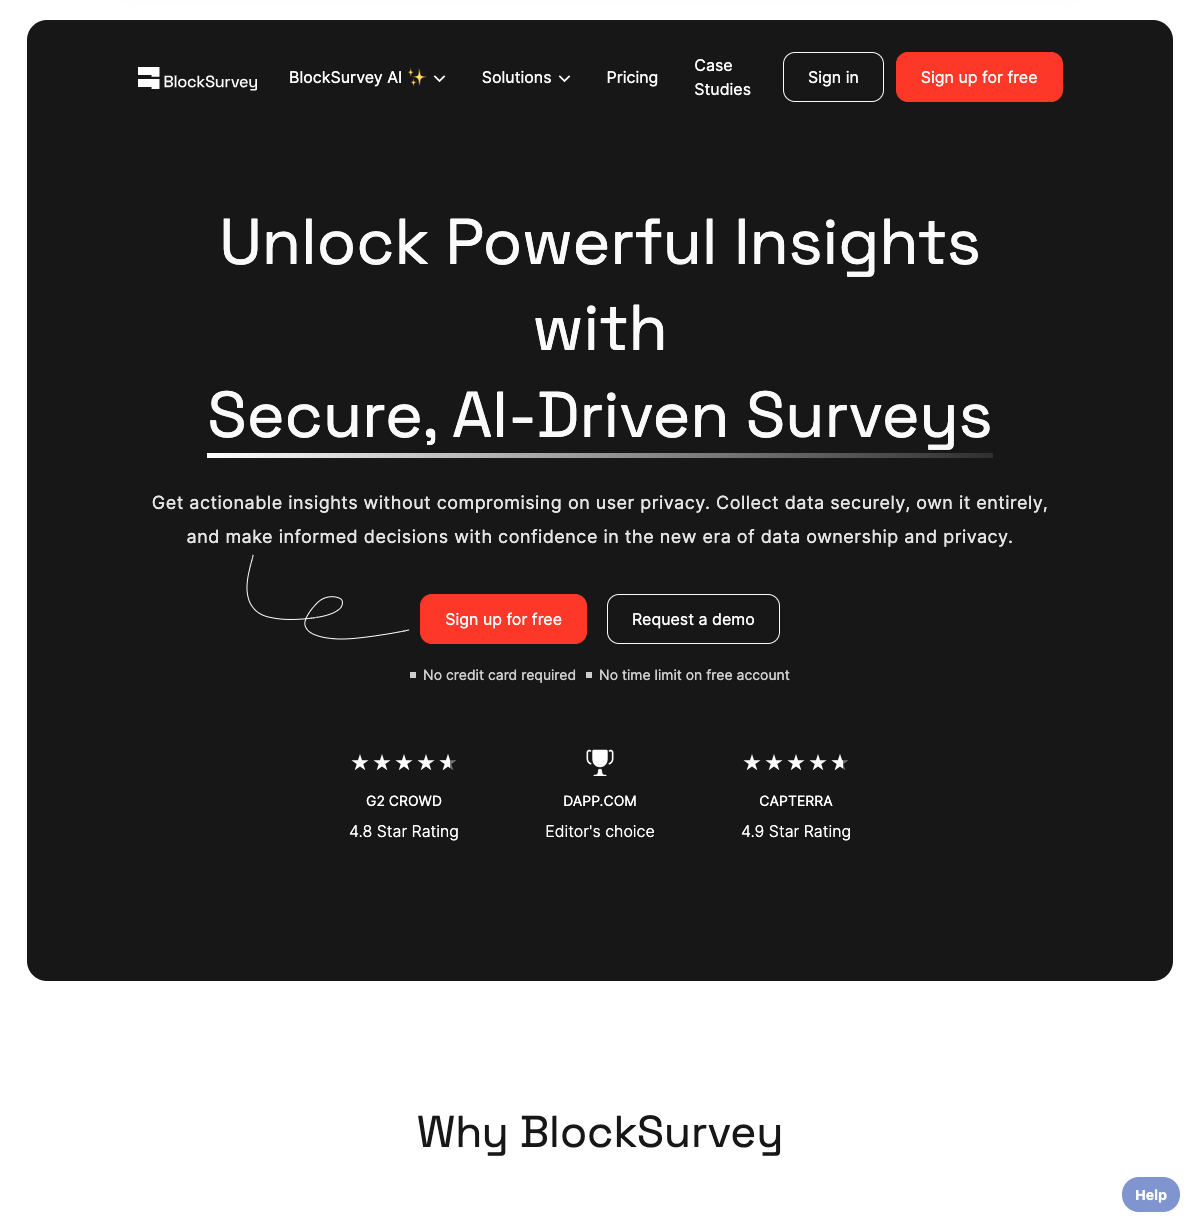 BlockSurvey
BlockSurvey AI ✨
Solutions
Pricing
Case
Studies
Sign in
Sign up for free
Unlock Powerful Insights
with
Secure, AI-Driven Surveys
Get actionable insights without compromising on user privacy. Collect data securely, own it entirely,
and make informed decisions with confidence in the new era of data ownership and privacy.
Sign up for free
Request a demo
No credit card required
No time limit on free account
G2 CROWD
4.8 Star Rating
DAPP.COM
Editor's choice
CAPTERRA
4.9 Star Rating
Why BlockSurvey
Help